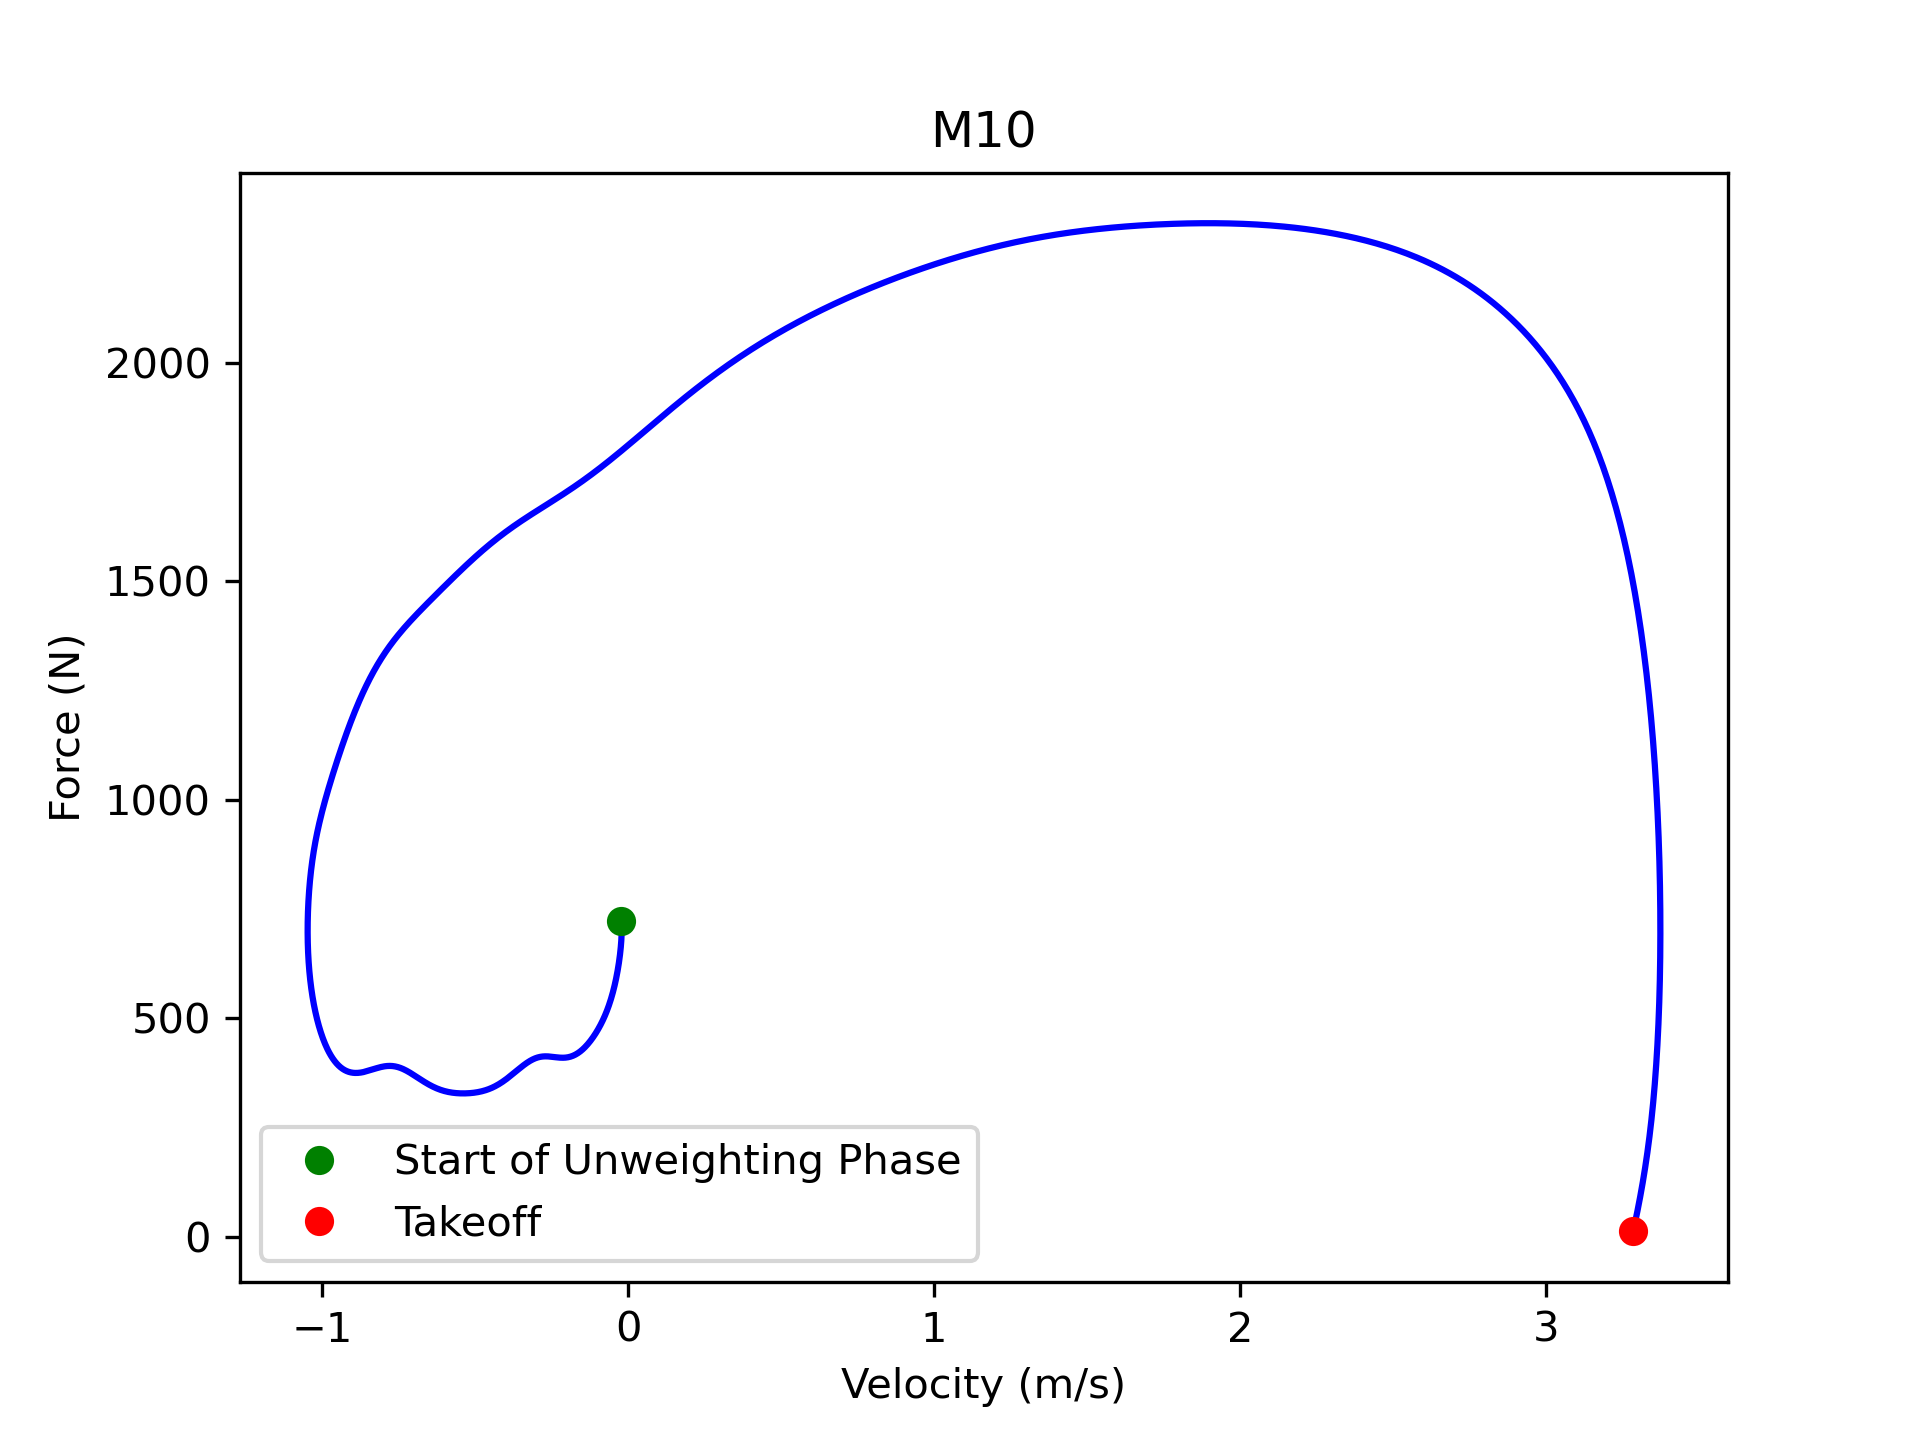 M10
Force (N)
2000
1500
1000
500
0
Start of Unweighting Phase
Takeoff
−1 0 1 2 3
Velocity (m/s)